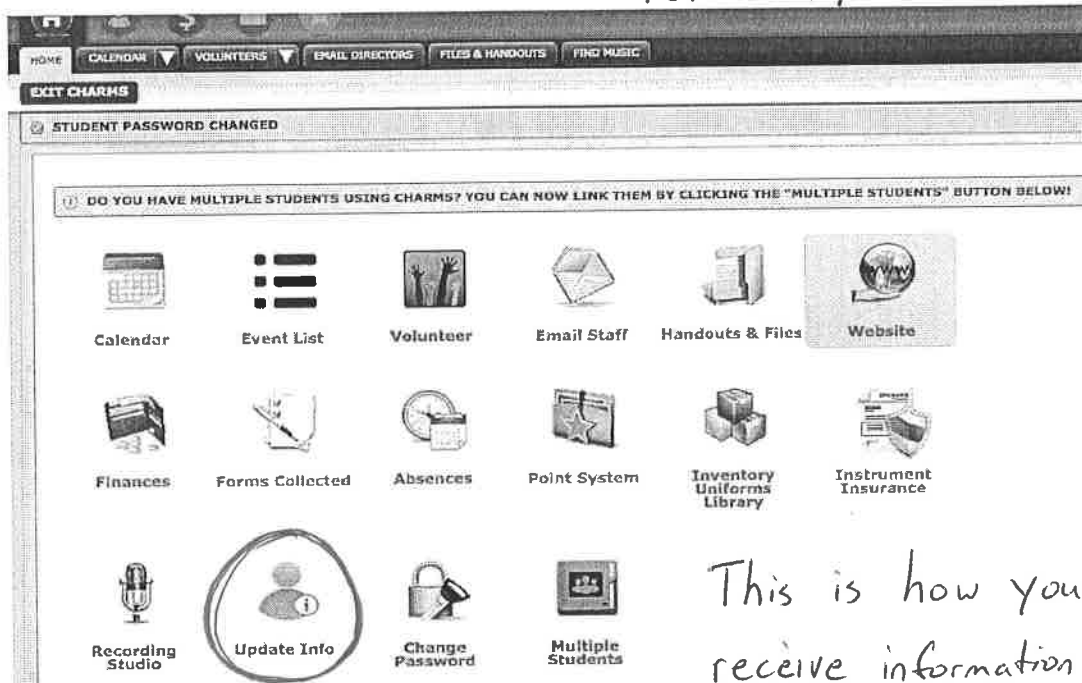 HOME CALENDAR VOLUNTEERS EMAIL DIRECTORS FILES & HANDOUTS FIND MUSIC
EXIT CHARMS
STUDENT PASSWORD CHANGED
DO YOU HAVE MULTIPLE STUDENTS USING CHARMS? YOU CAN NOW LINK THEM BY CLICKING THE "MULTIPLE STUDENTS" BUTTON BELOW!
www
Calendar Event List Volunteer Email Staff Handouts & Files Website
Finances Forms Collected Absences Point System Inventory Instrument
Uniforms Insurance
Library
Recording Update Info Change Multiple
Studio Password Students
This is how you
receive information